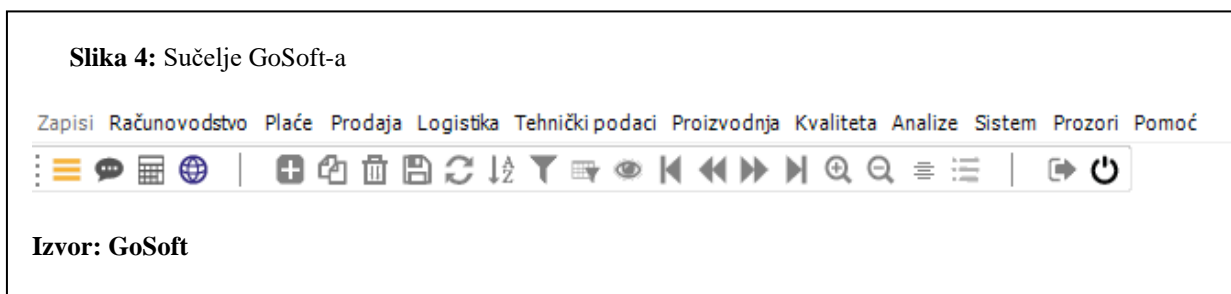 Slika 4: Sučelje GoSoft-a
Zapisi Računovodstvo Plaće Prodaja Logistika Tehnički podaci Proizvodnja Kvaliteta Analize Sistem Prozori Pomoć
Izvor: GoSoft